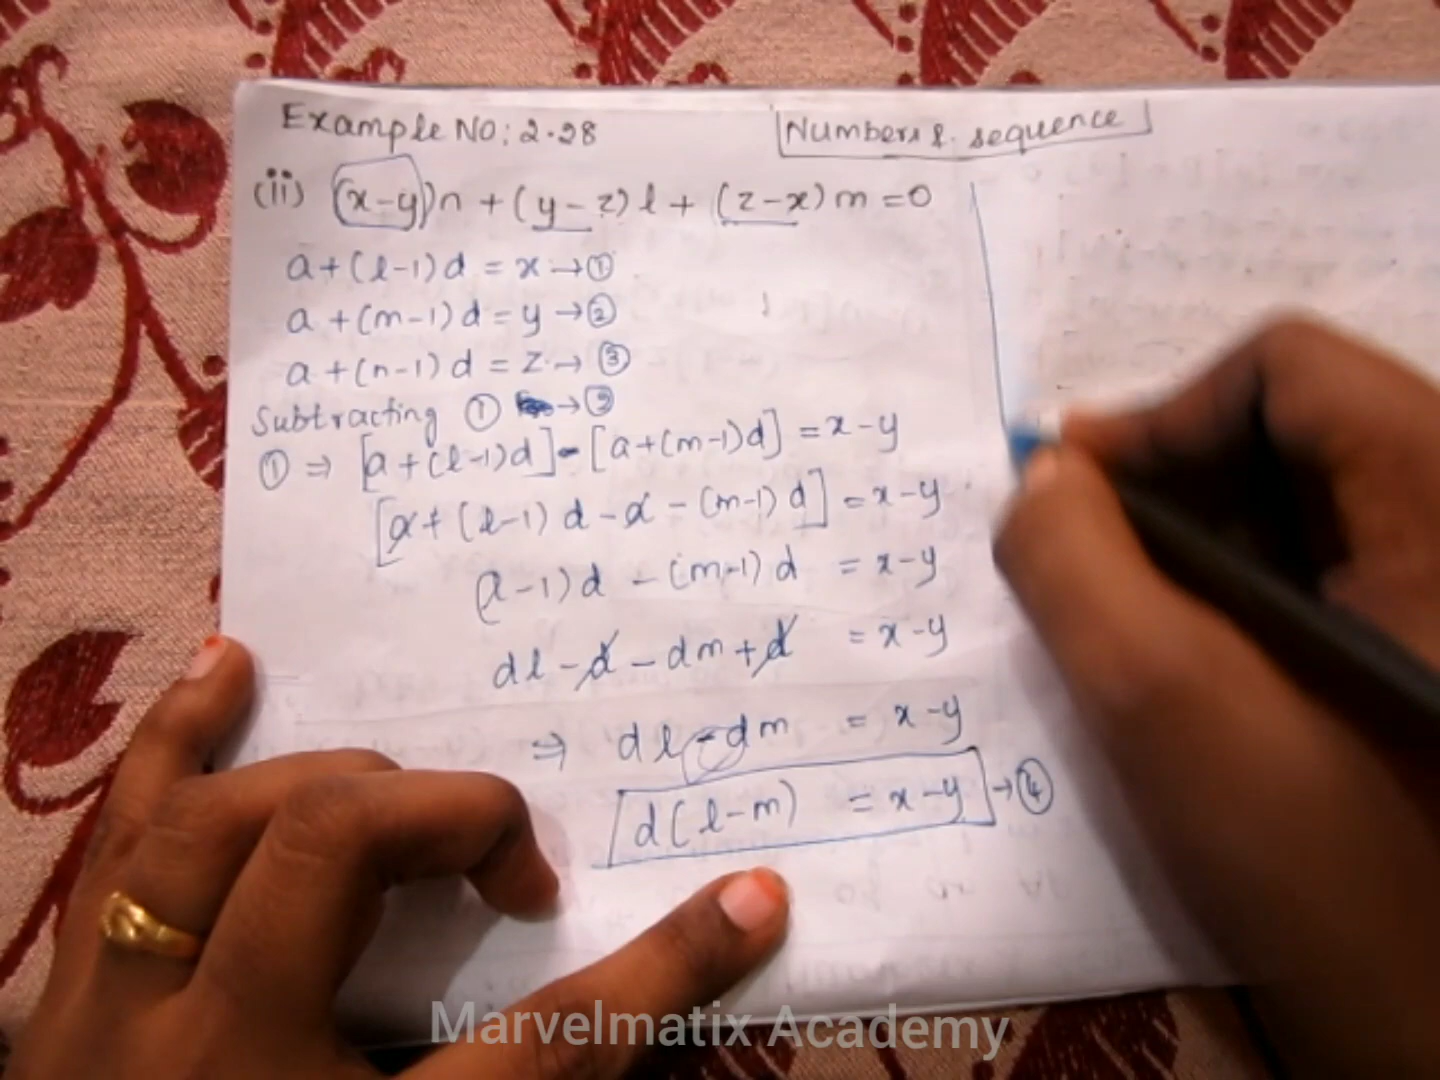 Example NO: 2.28
Numbers & sequence
(ii) (x-y)n + (y-z)l + (z-x)m = 0
a+(l-1)d = x → ①
a+(m-1)d = y → ②
a+(n-1)d = z → ③
Subtracting ① → ②
① ⇒ [a+(l-1)d] - [a+(m-1)d] = x-y
[a+(l-1)d - a - (m-1)d] = x-y
(l-1)d - (m-1)d = x-y
dl - d - dm + d = x-y
⇒ dl - dm = x-y
d(l-m) = x-y → ④
Marvelmatix Academy